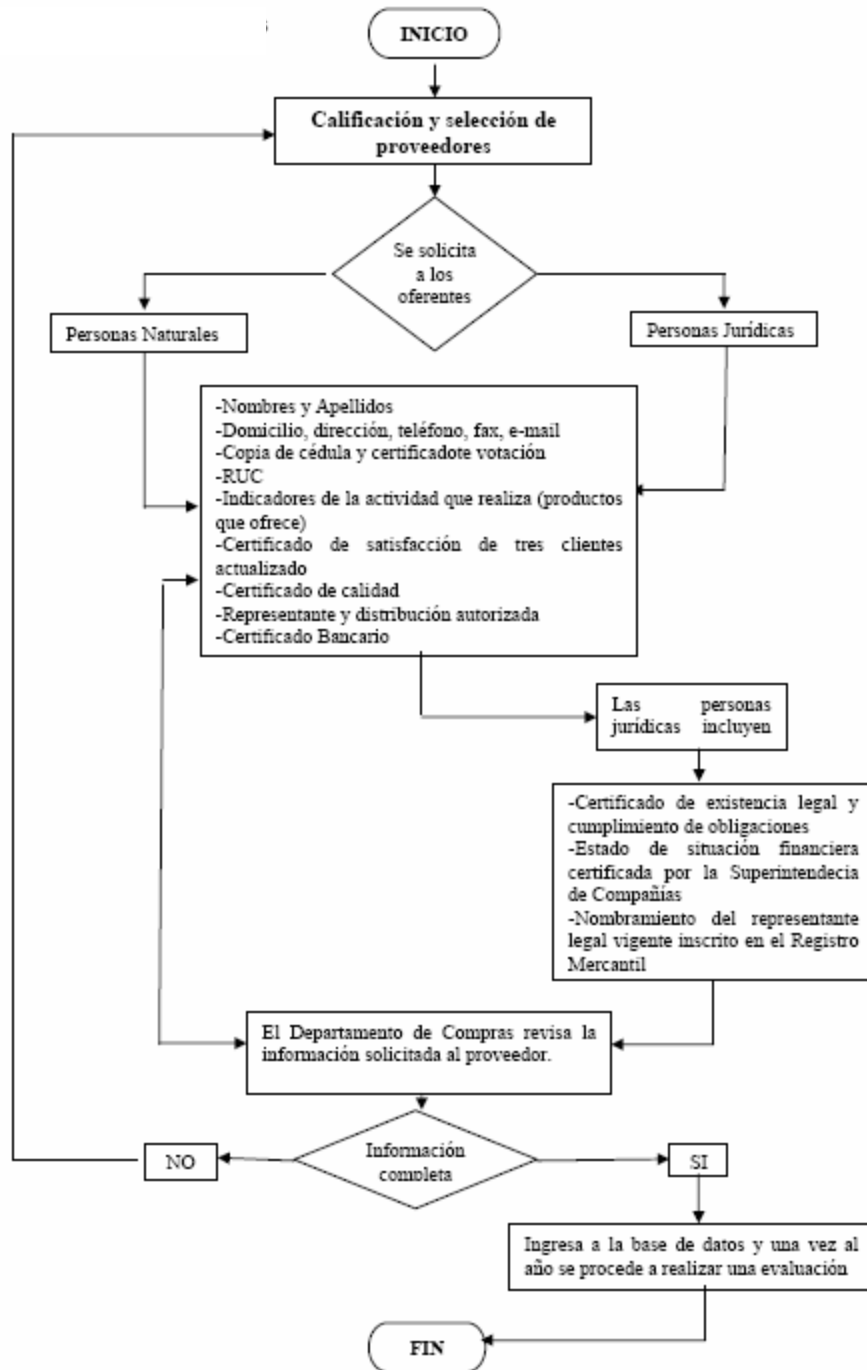 INICIO
Calificación y selección de
proveedores
Se solicita
a los
oferentes
Personas Naturales
Personas Jurídicas
-Nombres y Apellidos
-Domicilio, dirección, teléfono, fax, e-mail
-Copia de cédula y certificadote votación
-RUC
-Indicadores de la actividad que realiza (productos
que ofrece)
-Certificado de satisfacción de tres clientes
actualizado
-Certificado de calidad
-Representante y distribución autorizada
-Certificado Bancario
Las personas
jurídicas incluyen
-Certificado de existencia legal y
cumplimiento de obligaciones
-Estado de situación financiera
certificada por la Superintendecia
de Compañías
-Nombramiento del representante
legal vigente inscrito en el Registro
Mercantil
El Departamento de Compras revisa la
información solicitada al proveedor.
Información
completa
NO
SI
Ingresa a la base de datos y una vez al
año se procede a realizar una evaluación
FIN